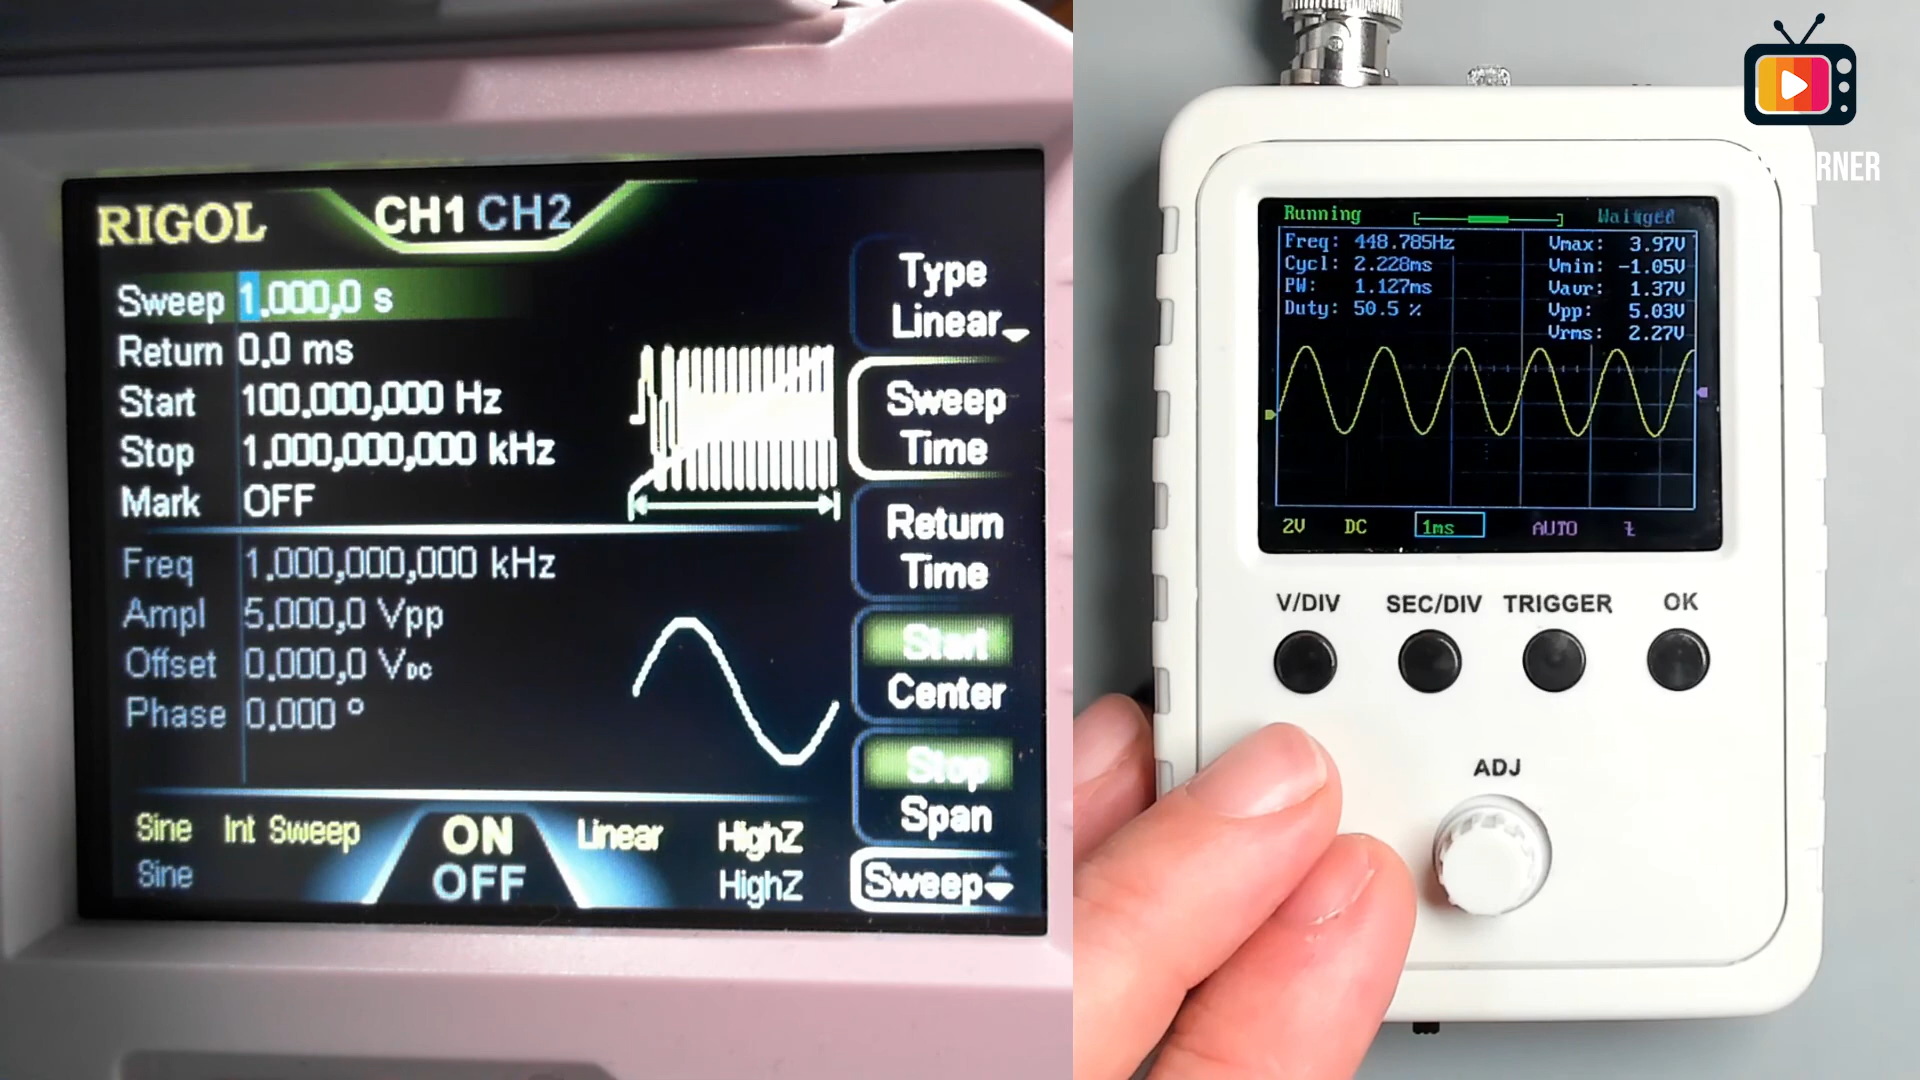 RIGOL
CH1 CH2
Sweep 1.000,0 s
Return 0.0 ms
Start 100.000,000 Hz
Stop 1.000,000,000 kHz
Mark OFF
Freq 1.000,000,000 kHz
Ampl 5.000,0 Vpp
Offset 0.000,0 VDC
Phase 0.000 °
Sine Int Sweep ON Linear HighZ
Sine OFF HighZ
Type
Linear
Sweep
Time
Return
Time
Start
Center
Stop
Span
Sweep
RNER
Running
Freq: 448.785Hz
Cycl: 2.228ms
PW: 1.127ms
Duty: 50.5 %
Vmax: 3.97V
Vmin: -1.05V
Vavr: 1.37V
Vpp: 5.03V
Vrms: 2.27V
2V DC 1ms AUTO
V/DIV SEC/DIV TRIGGER OK
ADJ